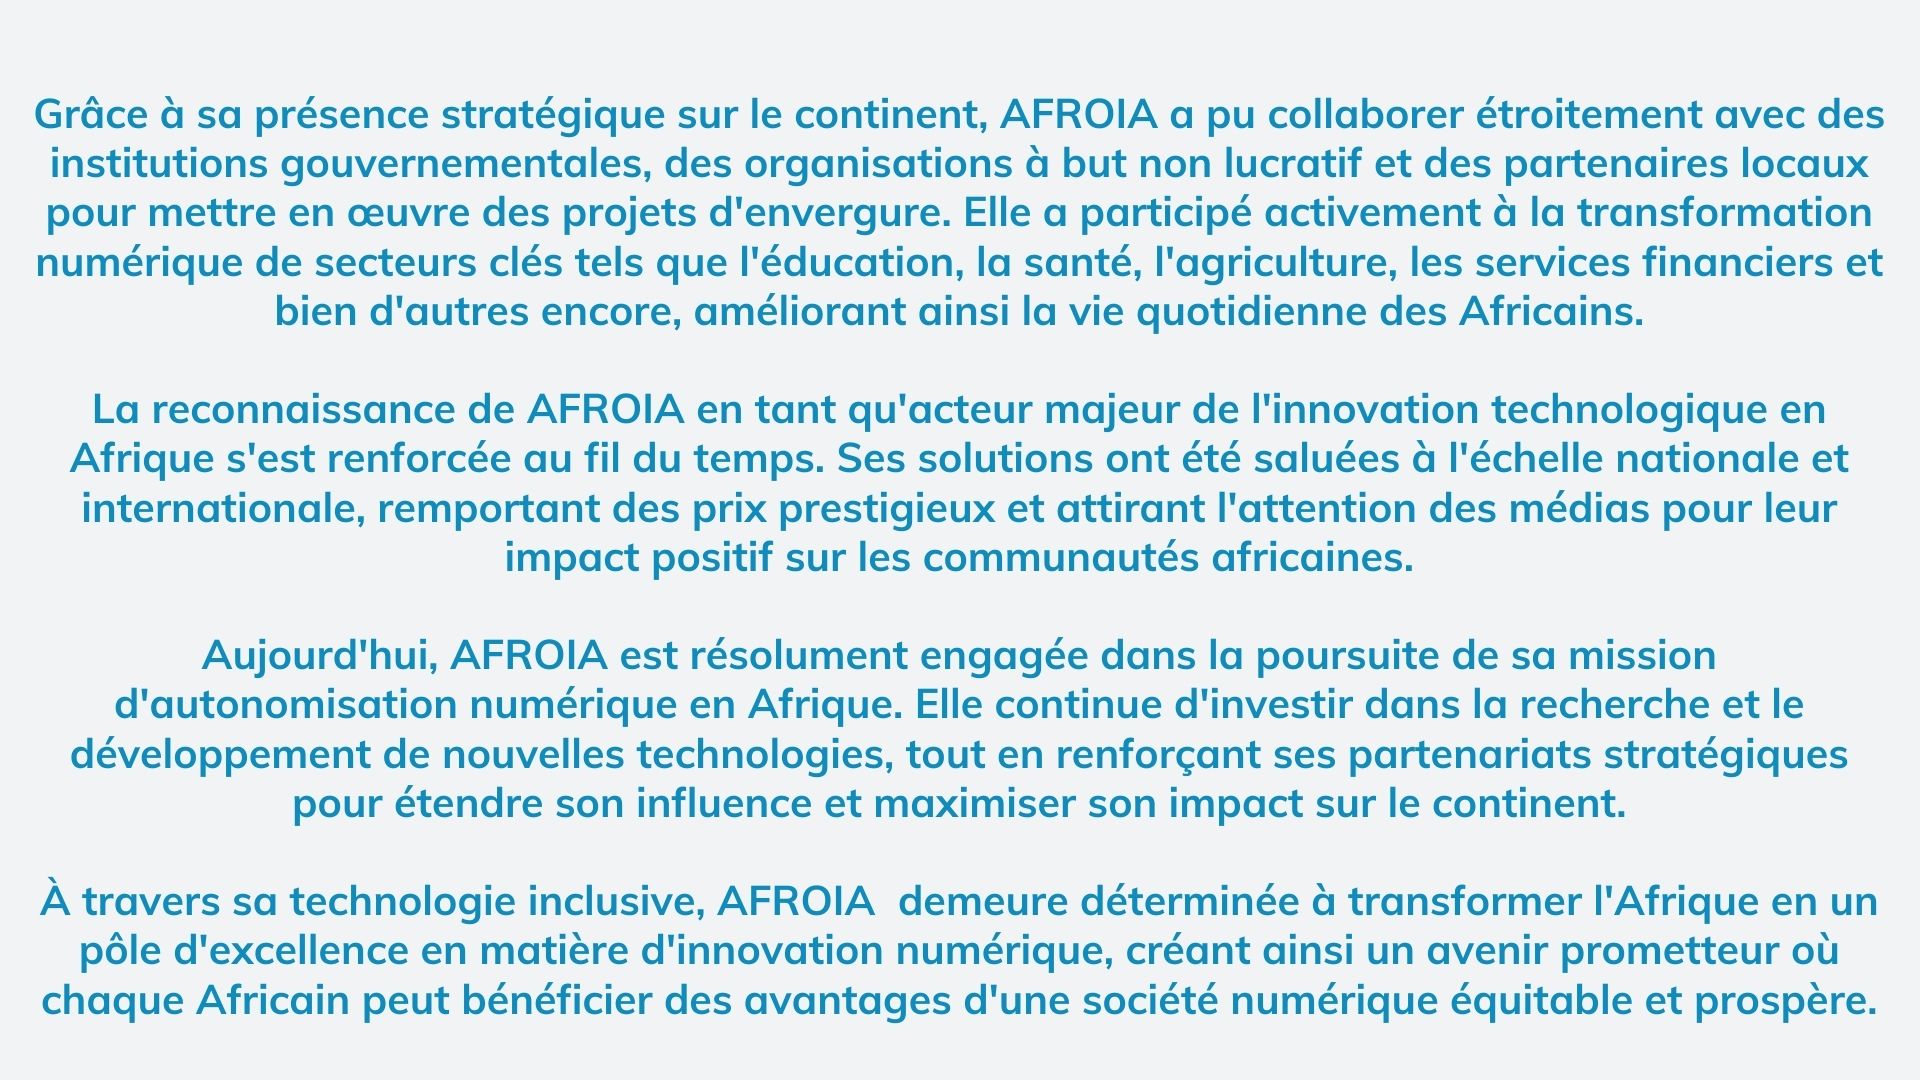 Grâce à sa présence stratégique sur le continent, AFROIA a pu collaborer étroitement avec des
institutions gouvernementales, des organisations à but non lucratif et des partenaires locaux
pour mettre en œuvre des projets d'envergure. Elle a participé activement à la transformation
numérique de secteurs clés tels que l'éducation, la santé, l'agriculture, les services financiers et
bien d'autres encore, améliorant ainsi la vie quotidienne des Africains.
La reconnaissance de AFROIA en tant qu'acteur majeur de l'innovation technologique en
Afrique s'est renforcée au fil du temps. Ses solutions ont été saluées à l'échelle nationale et
internationale, remportant des prix prestigieux et attirant l'attention des médias pour leur
impact positif sur les communautés africaines.
Aujourd'hui, AFROIA est résolument engagée dans la poursuite de sa mission
d'autonomisation numérique en Afrique. Elle continue d'investir dans la recherche et le
développement de nouvelles technologies, tout en renforçant ses partenariats stratégiques
pour étendre son influence et maximiser son impact sur le continent.
À travers sa technologie inclusive, AFROIA  demeure déterminée à transformer l'Afrique en un
pôle d'excellence en matière d'innovation numérique, créant ainsi un avenir prometteur où
chaque Africain peut bénéficier des avantages d'une société numérique équitable et prospère.